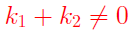 k₁ + k₂ ≠ 0